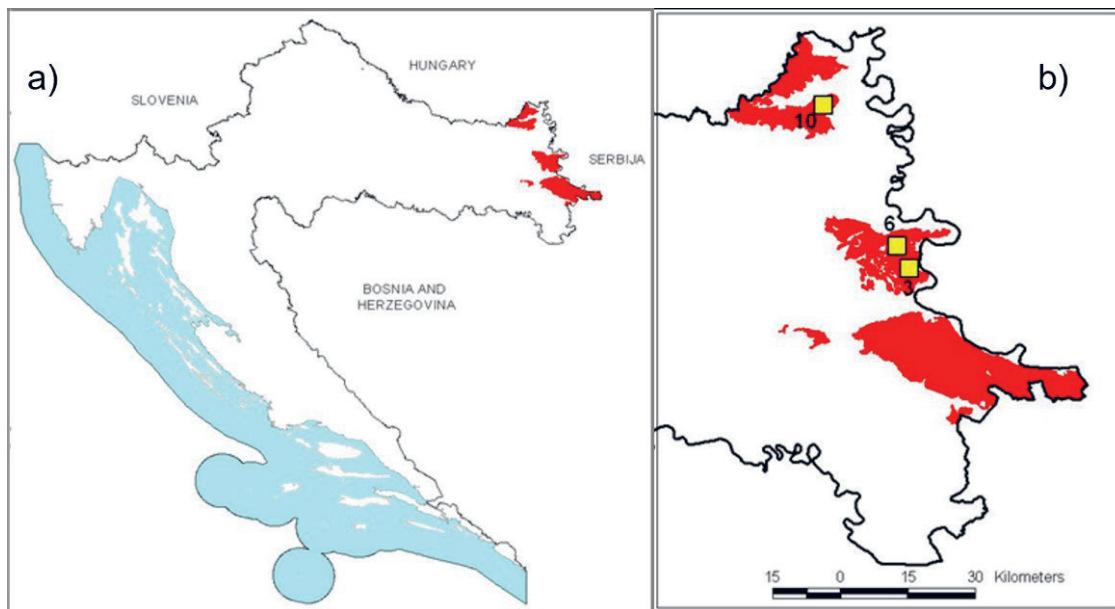 a)
HUNGARY
SLOVENIA
SERBIJA
BOSNIA AND
HERZEGOVINA
b)
10
6
3
15 0 15 30 Kilometers